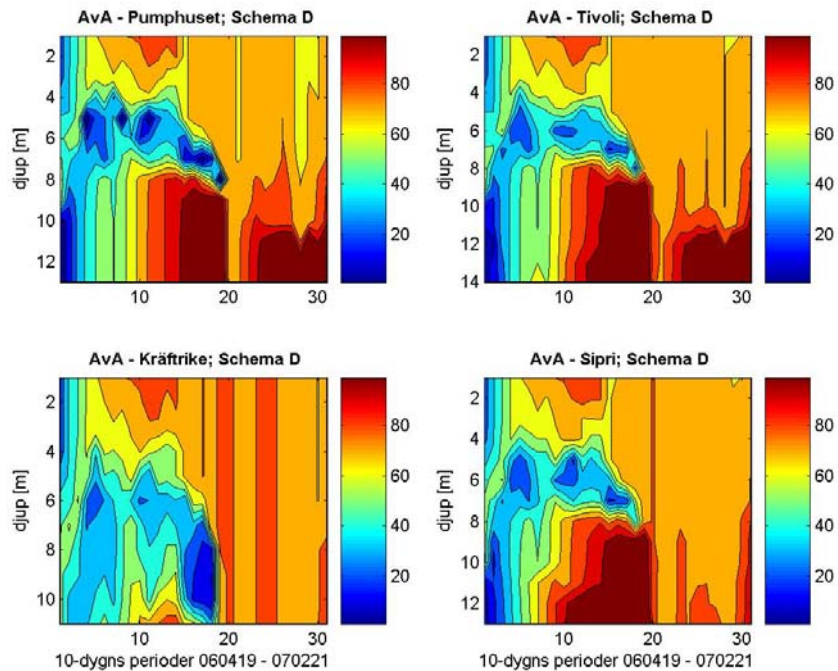 AvA - Pumphuset; Schema D
djup [m]
2
4
6
8
10
12
10 20 30
80
60
40
20
AvA - Tivoli; Schema D
djup [m]
2
4
6
8
10
12
14
10 20 30
80
60
40
20
AvA - Kräftrike; Schema D
djup [m]
2
4
6
8
10
10 20 30
10-dygns perioder 060419 - 070221
80
60
40
20
AvA - Sipri; Schema D
djup [m]
2
4
6
8
10
12
10 20 30
10-dygns perioder 060419 - 070221
80
60
40
20